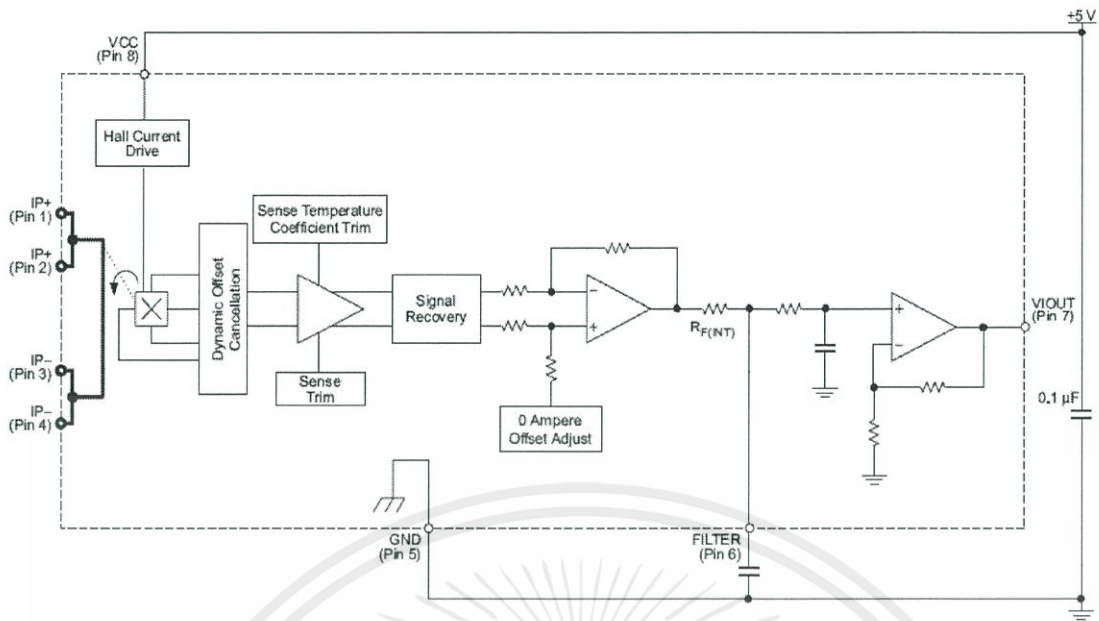 +5 V
VCC
(Pin 8)
Hall Current
Drive
IP+
(Pin 1)
IP+
(Pin 2)
IP−
(Pin 3)
IP−
(Pin 4)
Dynamic Offset
Cancellation
Sense Temperature
Coefficient Trim
Sense
Trim
Signal
Recovery
0 Ampere
Offset Adjust
−
+
RF(INT)
+
−
VIOUT
(Pin 7)
0.1 µF
GND
(Pin 5)
FILTER
(Pin 6)